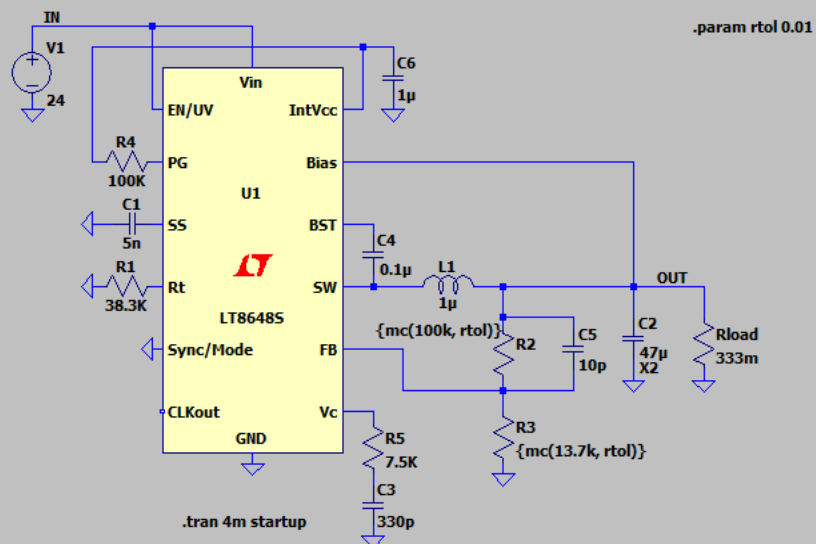 IN
.param rtol 0.01
V1
24
C6
1µ
Vin
EN/UV
IntVcc
R4
100K
PG
Bias
U1
C1
5n
SS
BST
C4
0.1µ
R1
38.3K
Rt
SW
L1
1µ
OUT
LT8648S
{mc(100k, rtol)}
R2
C5
10p
C2
47µ
X2
Rload
333m
Sync/Mode
FB
CLKout
Vc
GND
R5
7.5K
R3
{mc(13.7k, rtol)}
C3
330p
.tran 4m startup